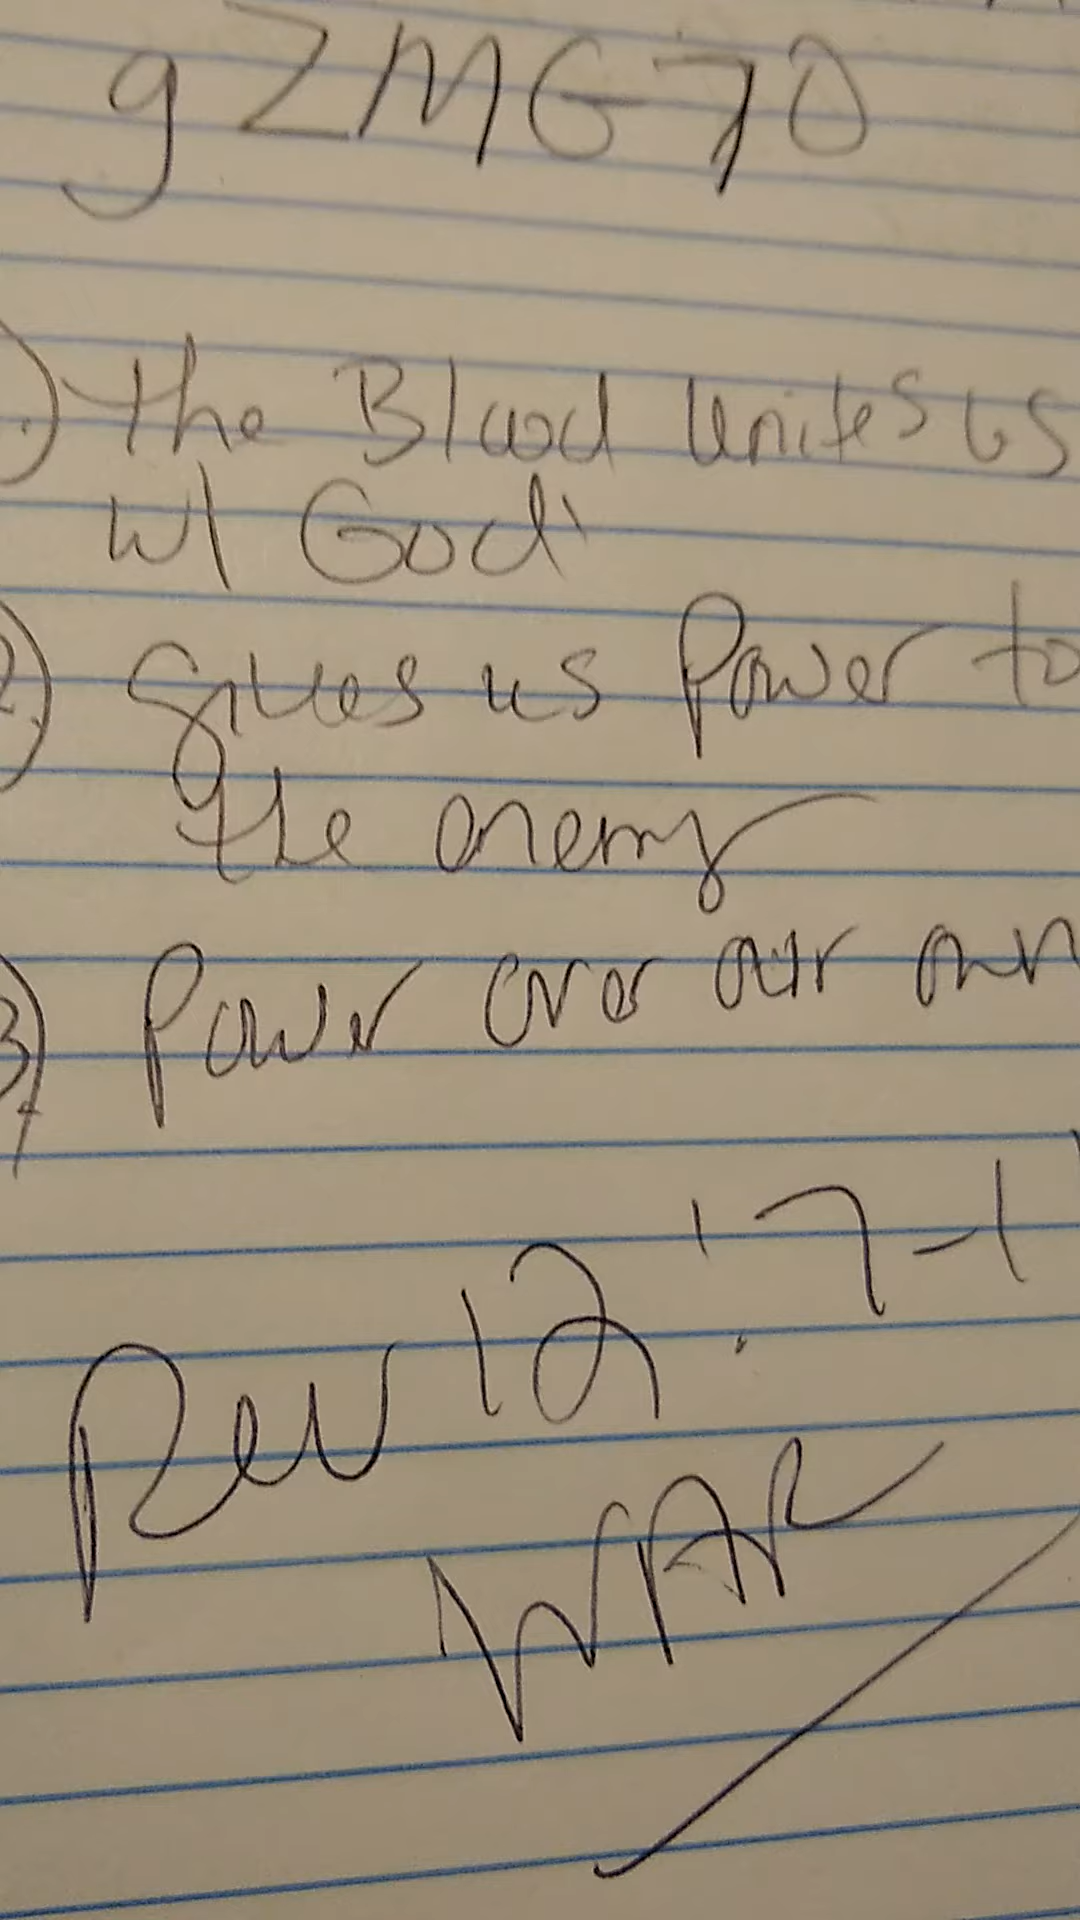 gZMG70
1.) the Blood Unites us
w/ God
2) gives us Power to
the enemy
3) Power over our own
Rev 12:7-1
WAR